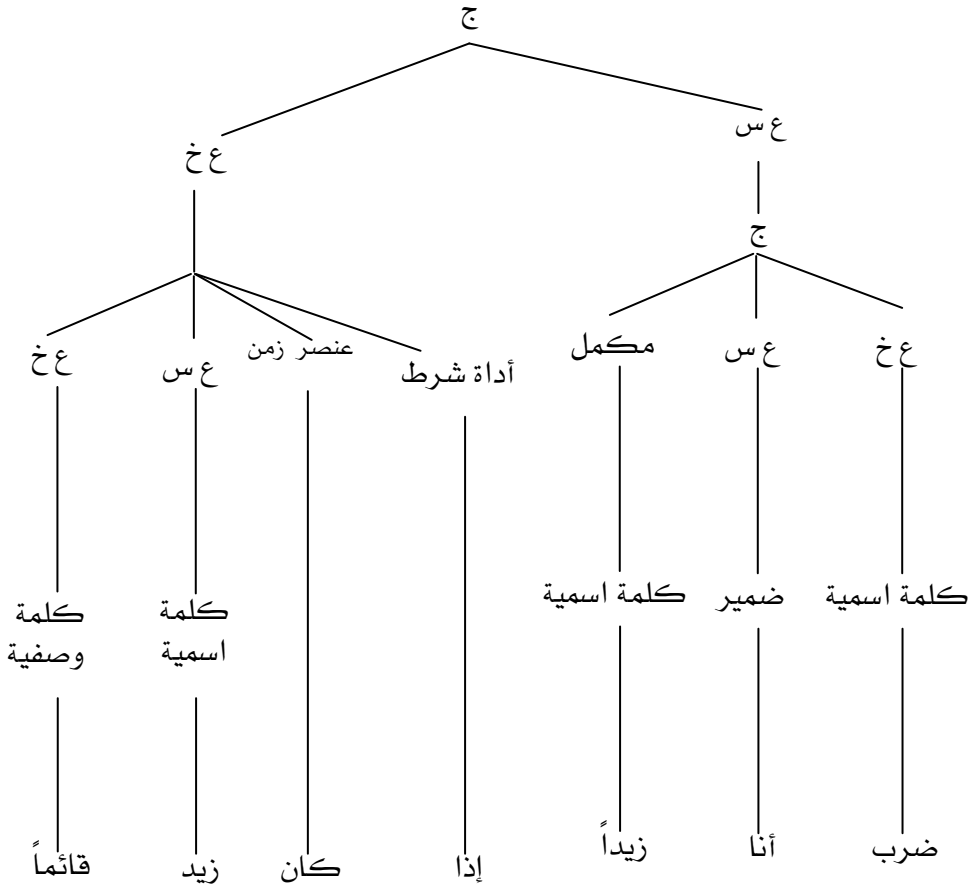 ج
ع س
ع خ
ج
ع خ
ع س
مكمل
أداة شرط
عنصر زمن
ع س
ع خ
كلمة اسمية
ضمير
كلمة اسمية
كلمة
اسمية
كلمة
وصفية
ضرب
أنا
زيداً
إذا
كان
زيد
قائماً